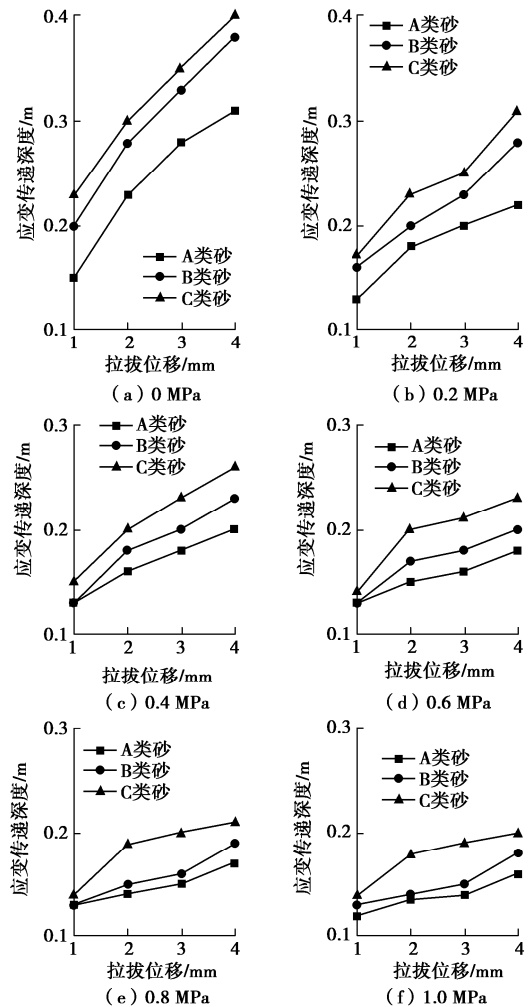 0.4
0.3
0.2
0.1
应变传递深度/m
A类砂
B类砂
C类砂
1 2 3 4
拉拔位移/mm
(a) 0 MPa
0.4
0.3
0.2
0.1
应变传递深度/m
A类砂
B类砂
C类砂
1 2 3 4
拉拔位移/mm
(b) 0.2 MPa
0.3
0.2
0.1
应变传递深度/m
A类砂
B类砂
C类砂
1 2 3 4
拉拔位移/mm
(c) 0.4 MPa
0.3
0.2
0.1
应变传递深度/m
A类砂
B类砂
C类砂
1 2 3 4
拉拔位移/mm
(d) 0.6 MPa
0.3
0.2
0.1
应变传递深度/m
A类砂
B类砂
C类砂
1 2 3 4
拉拔位移/mm
(e) 0.8 MPa
0.3
0.2
0.1
应变传递深度/m
A类砂
B类砂
C类砂
1 2 3 4
拉拔位移/mm
(f) 1.0 MPa